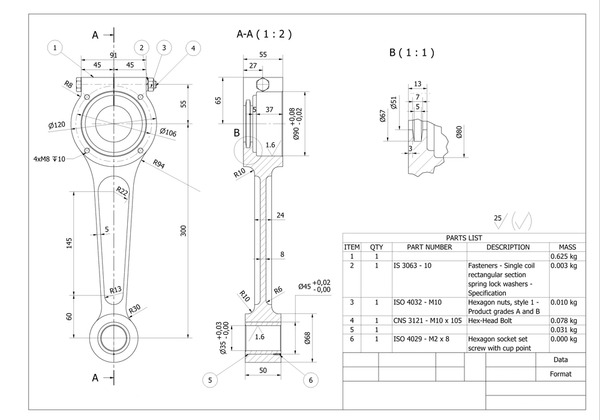 A
A-A ( 1 : 2 )
B ( 1 : 1 )
1
2
3
4
91
45
45
R8
55
Ø120
Ø106
4xM8 ↧10
R94
R22
300
145
5
R13
60
R30
A
55
27
65
5
37
Ø90 +0,08 -0,02
B
1.6
R10
24
8
R10
R6
Ø45 +0,02 -0,00
Ø35 +0,03 -0,00
1.6
Ø68
50
5
6
13
7
5
Ø51
Ø67
Ø80
3
25
PARTS LIST
ITEM QTY PART NUMBER DESCRIPTION MASS
1 1 0.625 kg
2 1 IS 3063 - 10 Fasteners - Single coil 0.003 kg
rectangular section
spring lock washers -
Specification
3 1 ISO 4032 - M10 Hexagon nuts, style 1 - 0.010 kg
Product grades A and B
4 1 CNS 3121 - M10 x 105 Hex-Head Bolt 0.078 kg
5 1 0.031 kg
6 1 ISO 4029 - M2 x 8 Hexagon socket set 0.000 kg
screw with cup point
Data
Format